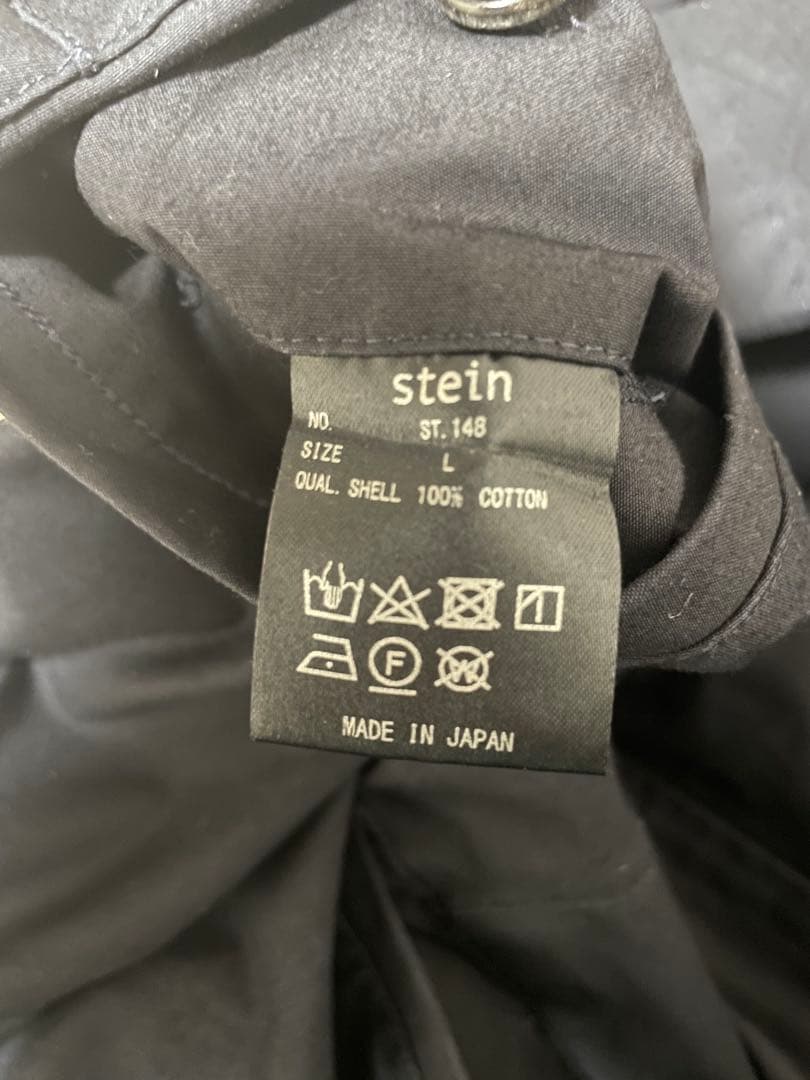 stein
NO. ST.148
SIZE L
QUAL. SHELL 100% COTTON
F
W
MADE IN JAPAN